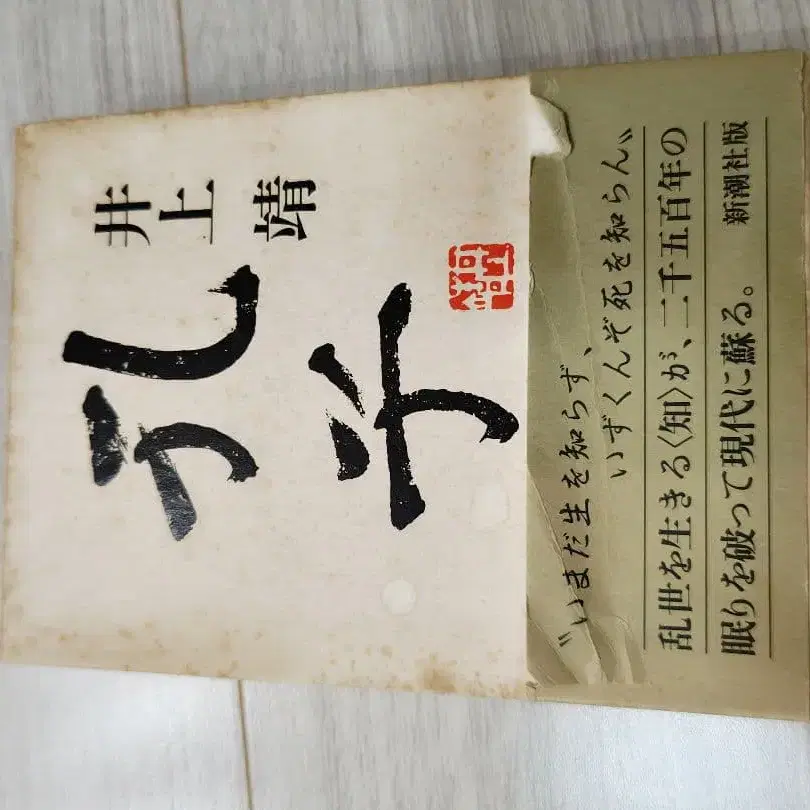 井上靖
孔子
〝いまだ生を知らず、
いずくんぞ死を知らん〟
乱世を生きる〈知〉が、二千五百年の
眠りを破って現代に蘇る。
新潮社版